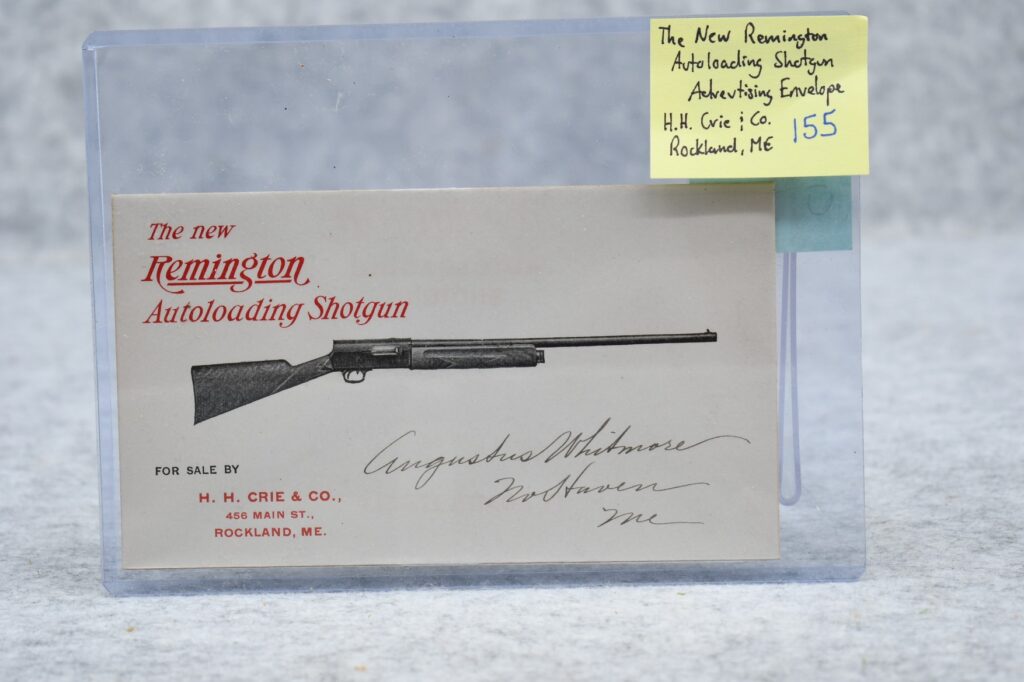 The New Remington
Autoloading Shotgun
Advertising Envelope
H.H. Crie & Co.
Rockland, ME
155
The new
Remington
Autoloading Shotgun
FOR SALE BY
H. H. CRIE & CO.,
456 MAIN ST.,
ROCKLAND, ME.
Augustus Whitmore
No Haven
Me